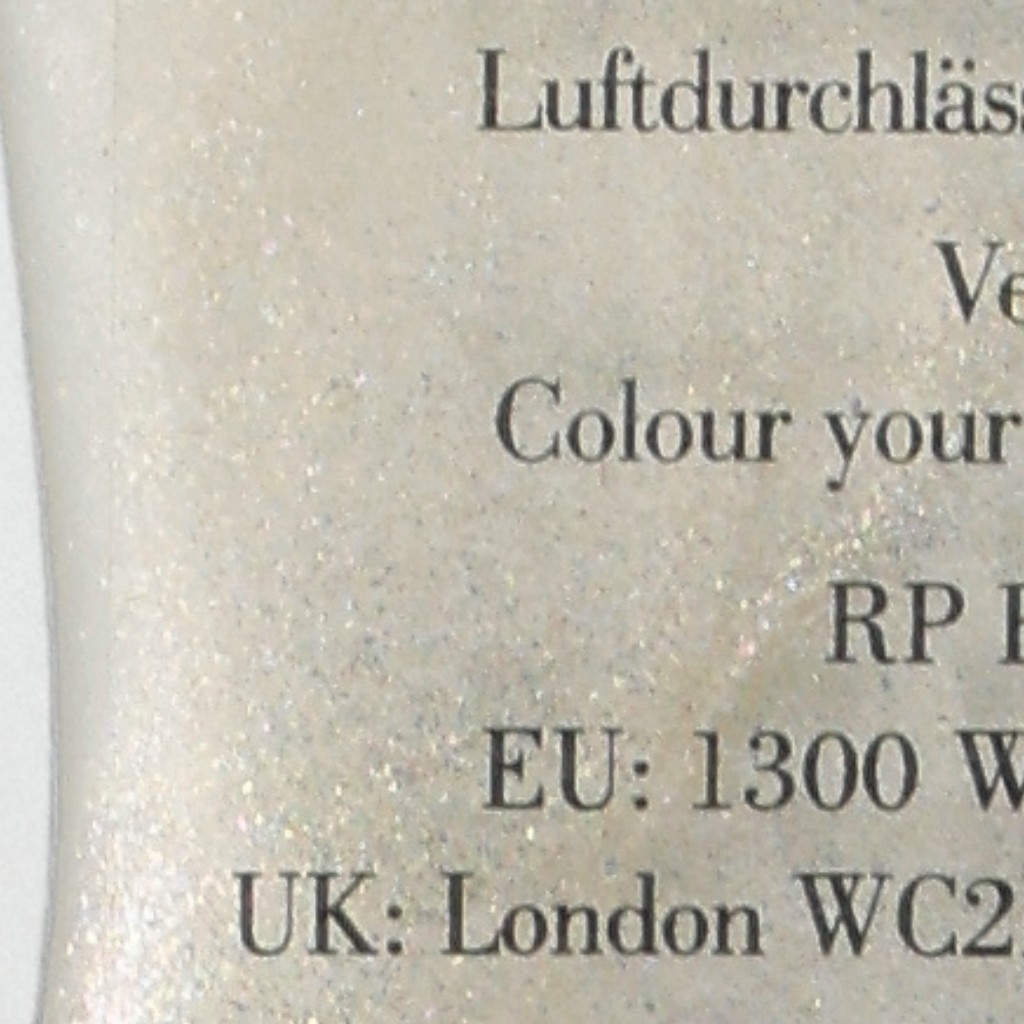 Luftdurchläss
Ve
Colour your
RP
EU: 1300 W
UK: London WC2